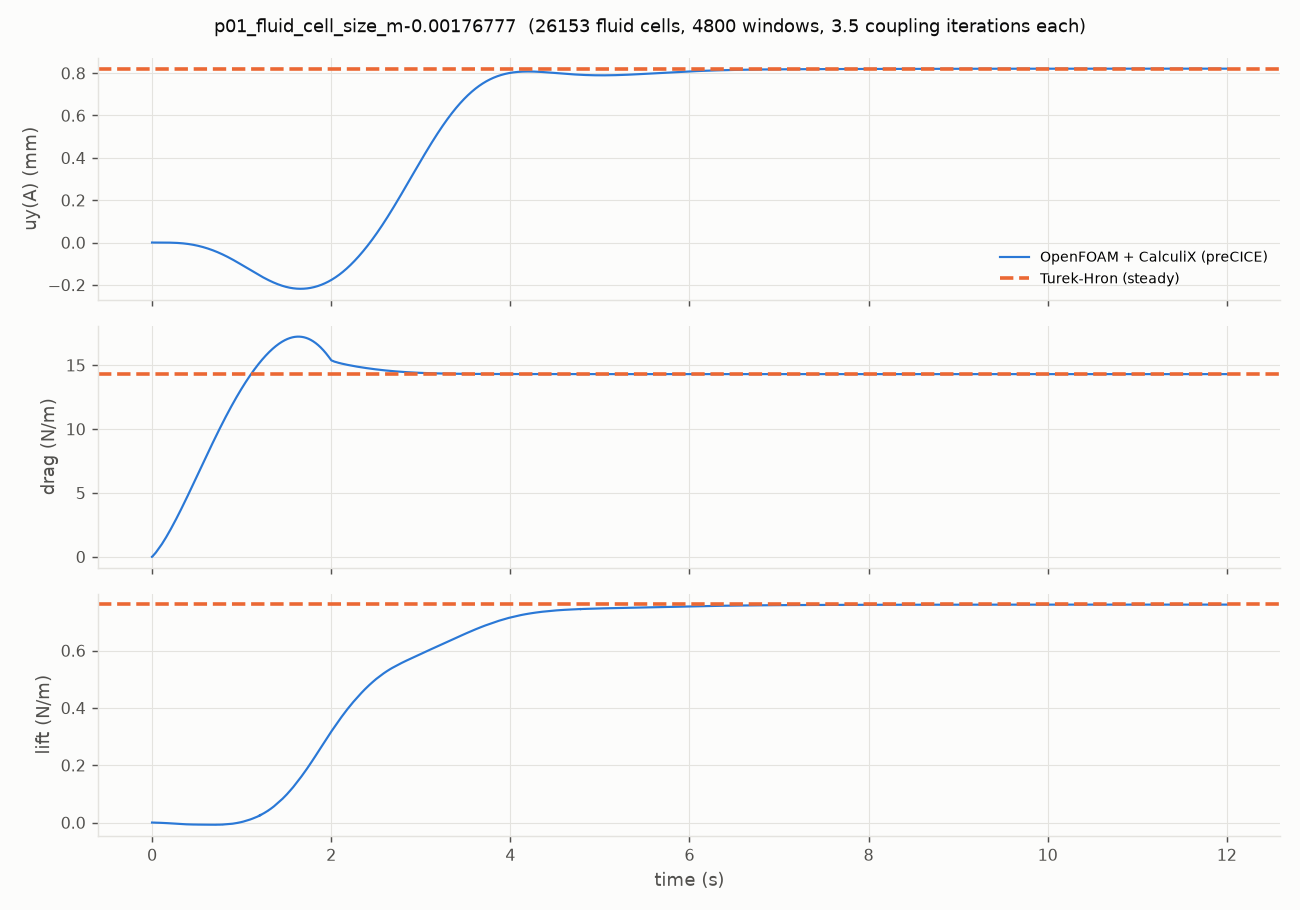 p01_fluid_cell_size_m-0.00176777  (26153 fluid cells, 4800 windows, 3.5 coupling iterations each)
uy(A) (mm)
0.8
0.6
0.4
0.2
0.0
−0.2
OpenFOAM + CalculiX (preCICE)
Turek-Hron (steady)
drag (N/m)
15
10
5
0
lift (N/m)
0.6
0.4
0.2
0.0
0 2 4 6 8 10 12
time (s)